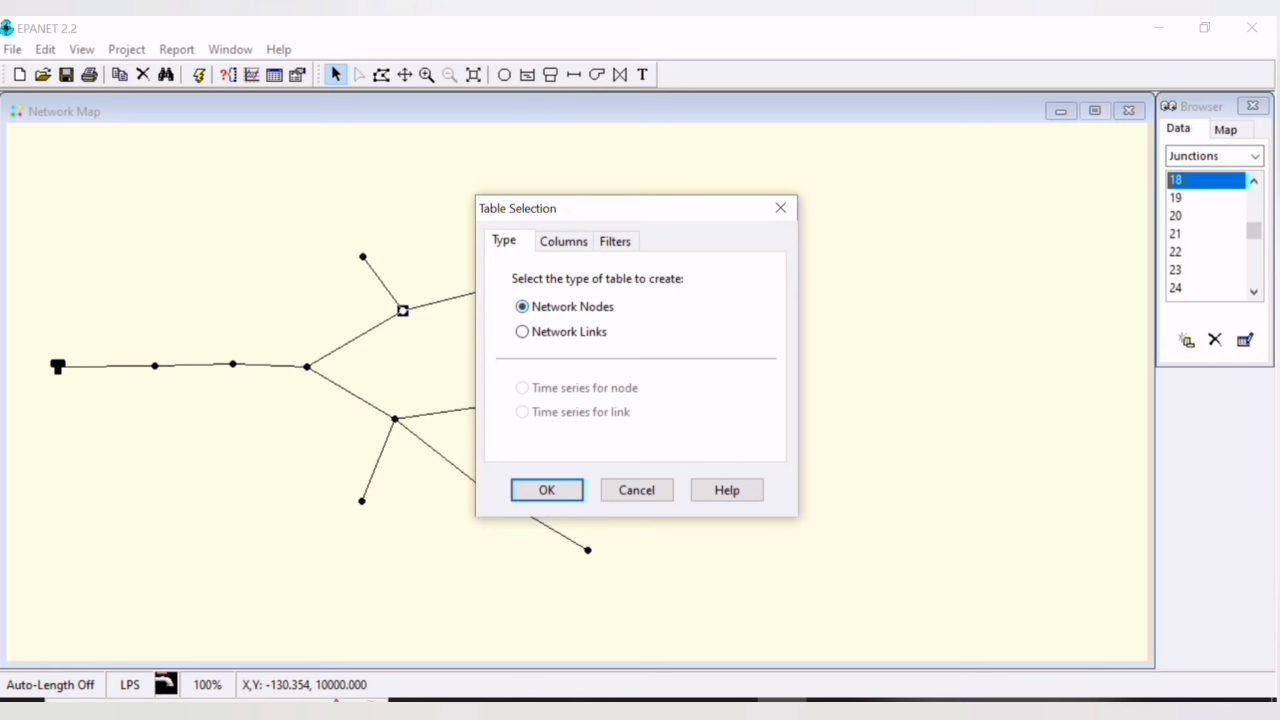 EPANET 2.2
File Edit View Project Report Window Help
T
Network Map
Browser
Data Map
Junctions
18
19
20
21
22
23
24
Table Selection
Type Columns Filters
Select the type of table to create:
Network Nodes
Network Links
Time series for node
Time series for link
OK Cancel Help
Auto-Length Off LPS 100% X,Y: -130.354, 10000.000